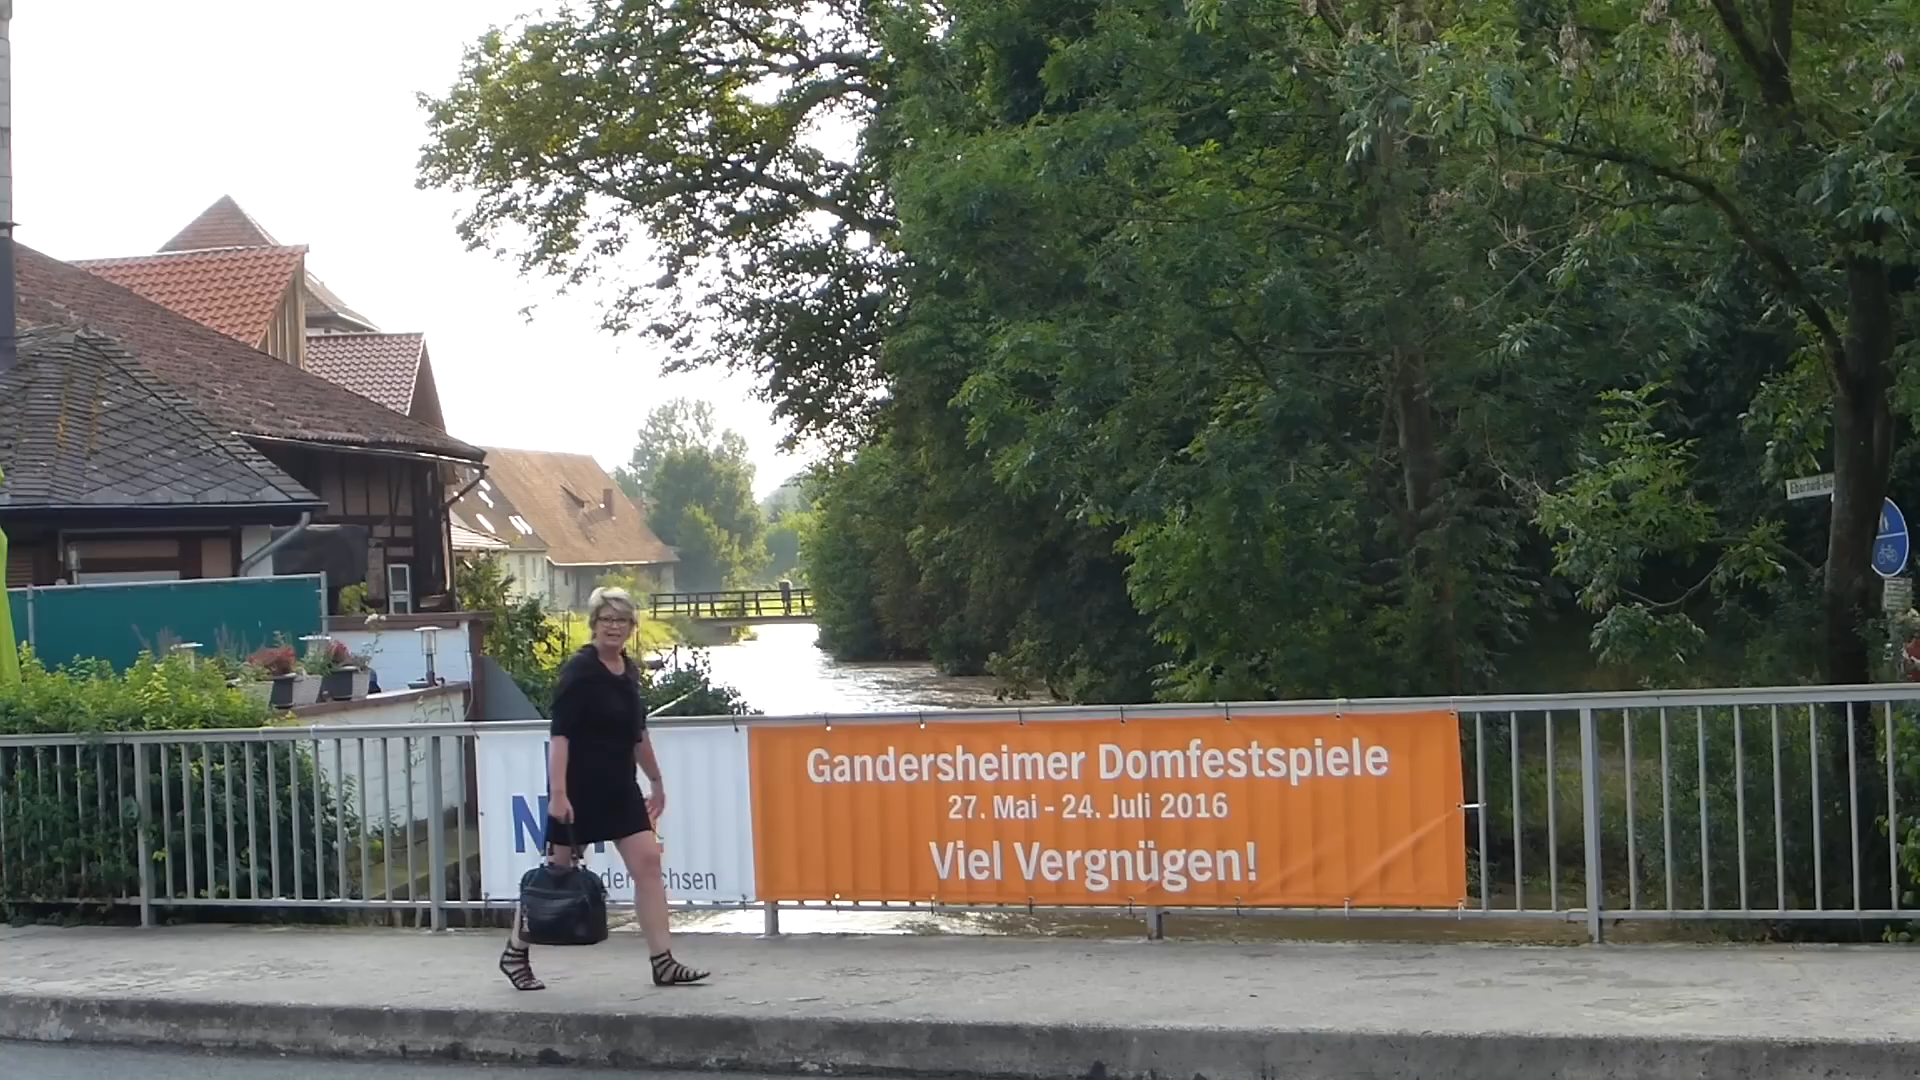 Gandersheimer Domfestspiele
27. Mai - 24. Juli 2016
Viel Vergnügen!